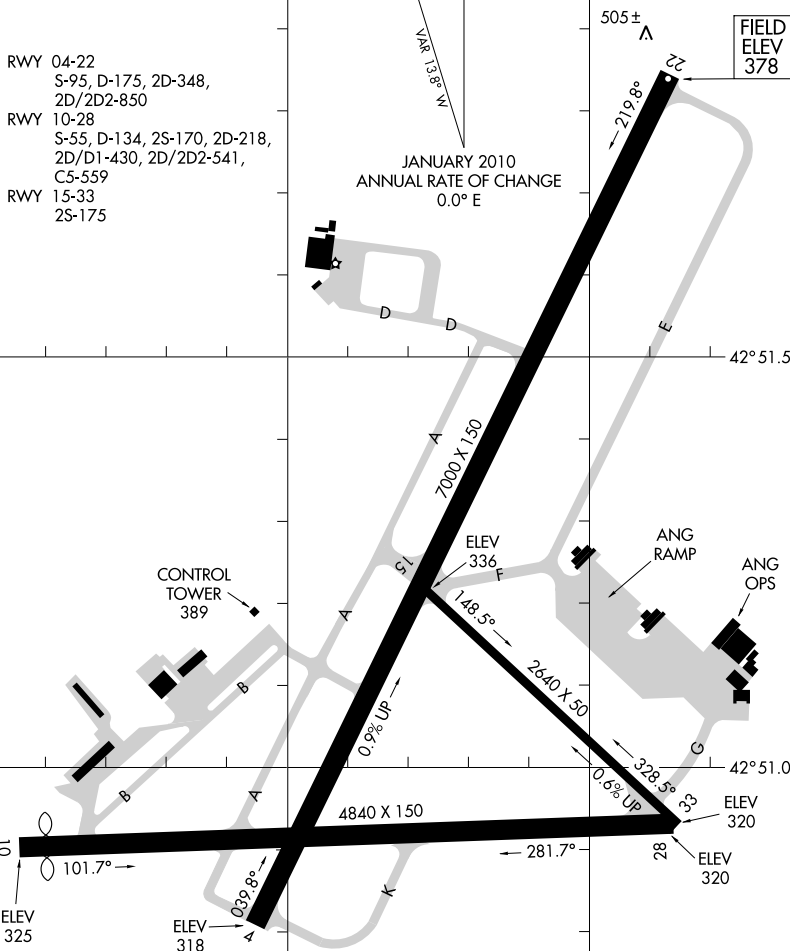 RWY 04-22
S-95, D-175, 2D-348,
2D/2D2-850
RWY 10-28
S-55, D-134, 2S-170, 2D-218,
2D/D1-430, 2D/2D2-541,
C5-559
RWY 15-33
2S-175
VAR 13.8° W
JANUARY 2010
ANNUAL RATE OF CHANGE
0.0° E
505±
FIELD
ELEV
378
22
219.8°
D
D
E
42°51.5
A
7000 X 150
15
ELEV
336
F
ANG
RAMP
ANG
OPS
CONTROL
TOWER
389
A
148.5°
2640 X 50
B
0.9% UP
G
42°51.0
328.5°
0.6% UP
33
B
A
4840 X 150
ELEV
320
10
101.7°
281.7°
28
ELEV
320
039.8°
K
ELEV
325
ELEV
318
4